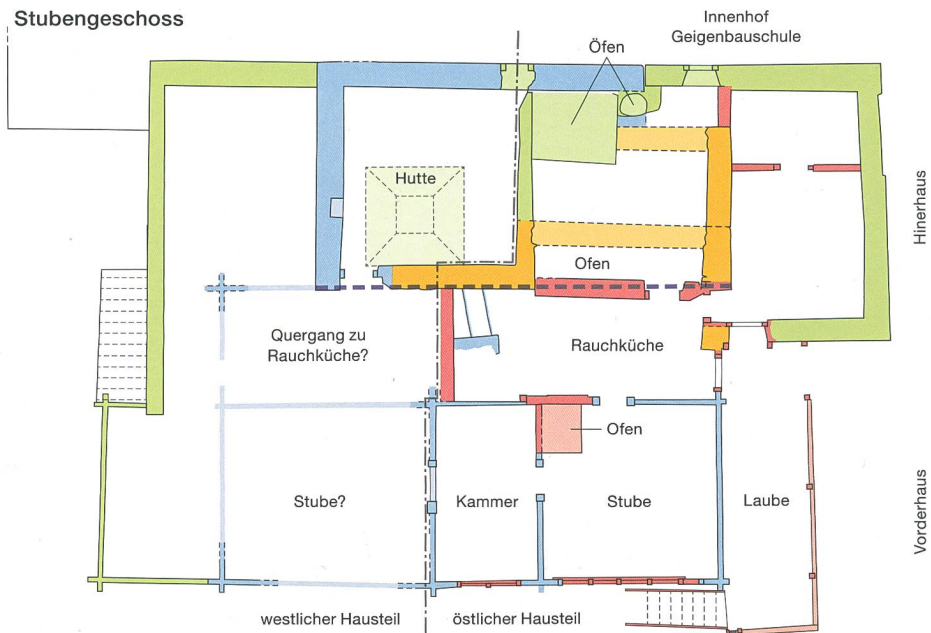 Stubengeschoss
Innenhof
Geigenbauschule
Öfen
Hutte
Hinerhaus
Ofen
Quergang zu
Rauchküche?
Rauchküche
Ofen
Stube?
Kammer
Stube
Laube
Vorderhaus
westlicher Hausteil
östlicher Hausteil